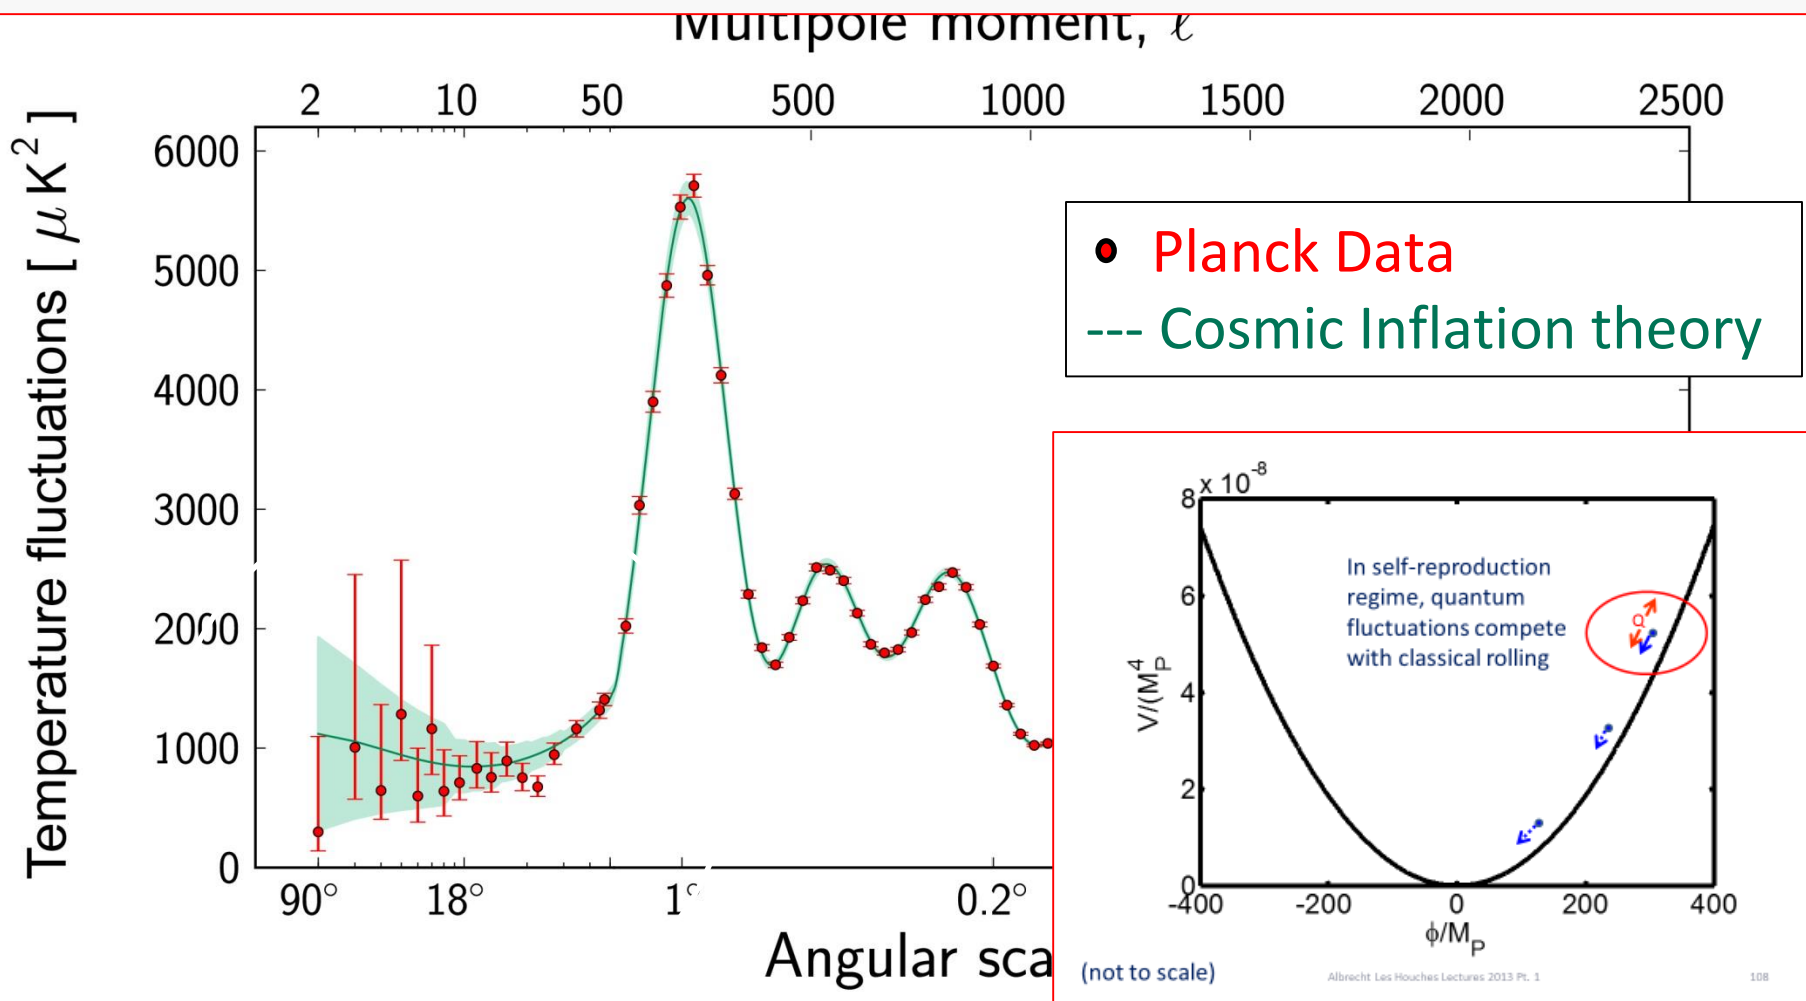 Multipole moment, ℓ
2 10 50 500 1000 1500 2000 2500
Temperature fluctuations [ μ K² ]
6000
5000
4000
3000
2000
1000
0
90° 18° 1° 0.2°
Angular sca
Planck Data
--- Cosmic Inflation theory
8 x 10⁻⁸
6
4
2
0
V/(M⁴_P
In self-reproduction
regime, quantum
fluctuations compete
with classical rolling
Q
-400 -200 0 200 400
ϕ/M_P
(not to scale)
Albrecht Les Houches Lectures 2013 Pt. 1
108